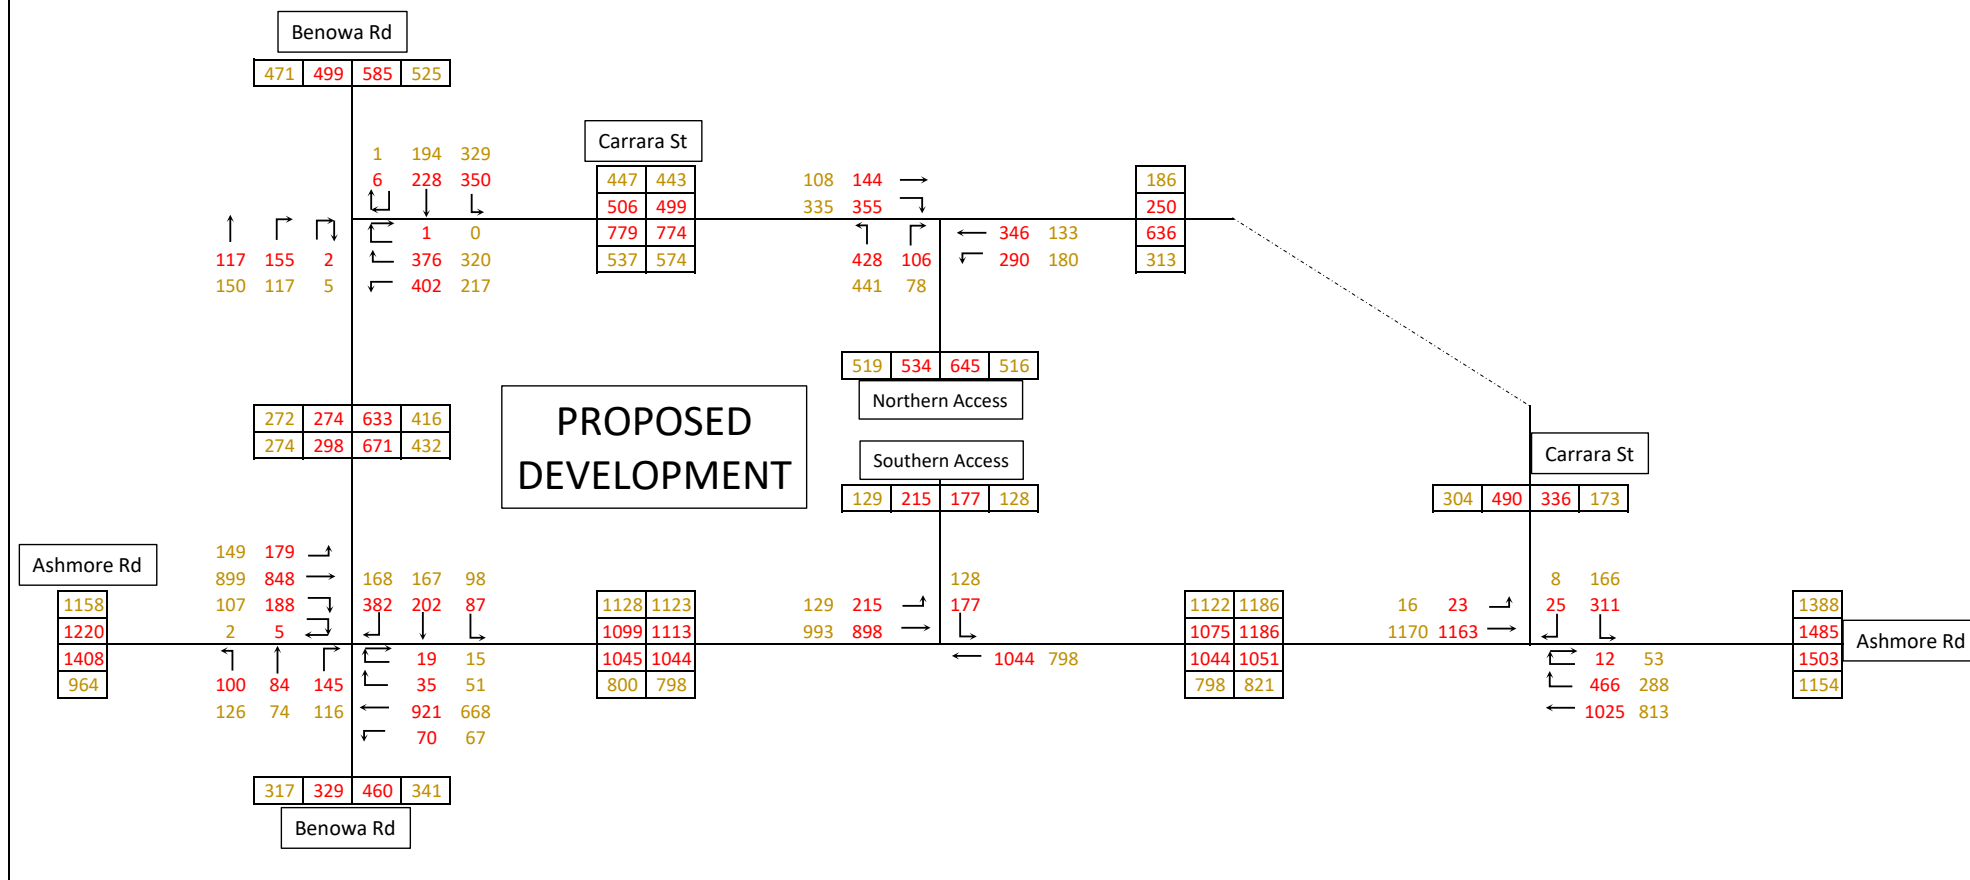 Benowa Rd
471 499 585 525
1 194 329
6 228 350
Carrara St
447 443
506 499
779 774
537 574
108 144
335 355
186
250
636
313
1 0
376 320
402 217
117 155 2
150 117 5
346 133
290 180
428 106
441 78
519 534 645 516
Northern Access
272 274 633 416
274 298 671 432
PROPOSED
DEVELOPMENT
Southern Access
129 215 177 128
Carrara St
304 490 336 173
Ashmore Rd
1158
1220
1408
964
149 179
899 848
107 188
2 5
168 167 98
382 202 87
1128 1123
1099 1113
1045 1044
800 798
129 215
993 898
128
177
1044 798
1122 1186
1075 1186
1044 1051
798 821
16 23
1170 1163
8 166
25 311
1388
1485
1503
1154
Ashmore Rd
100 84 145
126 74 116
19 15
35 51
921 668
70 67
12 53
466 288
1025 813
317 329 460 341
Benowa Rd